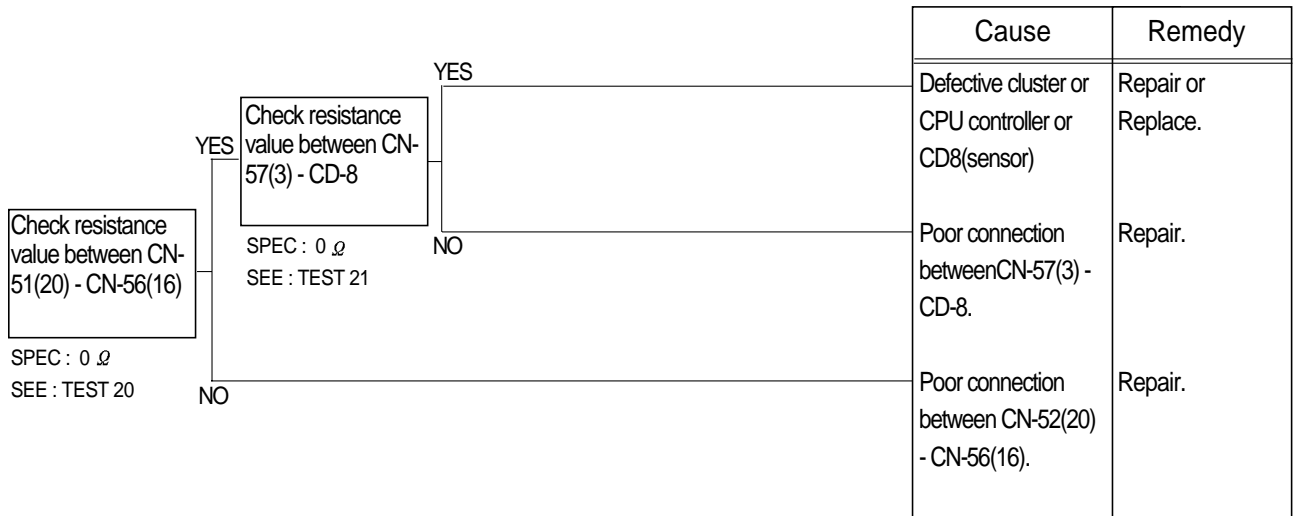 Cause
Remedy
YES
Defective cluster or
CPU controller or
CD8(sensor)
Repair or
Replace.
Check resistance
value between CN-
57(3) - CD-8
YES
SPEC : 0 Ω
SEE : TEST 21
NO
Poor connection
betweenCN-57(3) -
CD-8.
Repair.
Check resistance
value between CN-
51(20) - CN-56(16)
SPEC : 0 Ω
SEE : TEST 20
NO
Poor connection
between CN-52(20)
- CN-56(16).
Repair.